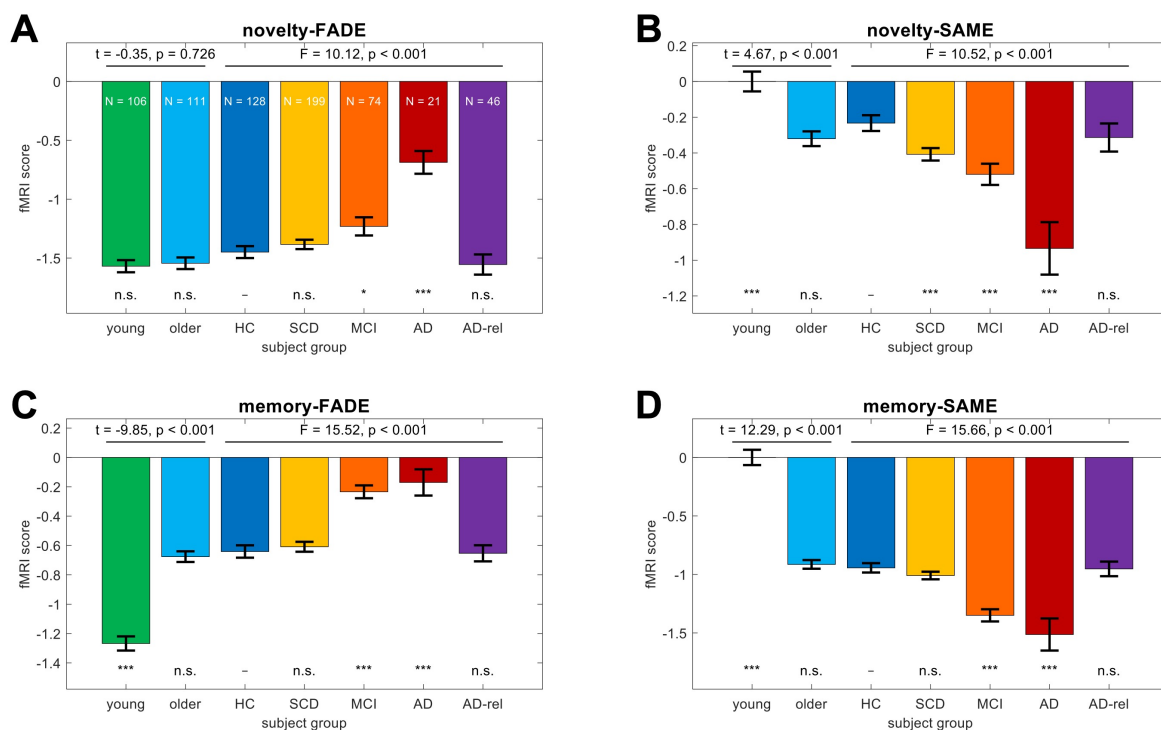 A
novelty-FADE
t = -0.35, p = 0.726
F = 10.12, p < 0.001
0
-0.5
-1
-1.5
fMRI score
N = 106
N = 111
N = 128
N = 199
N = 74
N = 21
N = 46
n.s.
n.s.
–
n.s.
*
***
n.s.
young
older
HC
SCD
MCI
AD
AD-rel
subject group
B
novelty-SAME
t = 4.67, p < 0.001
F = 10.52, p < 0.001
0.2
0
-0.2
-0.4
-0.6
-0.8
-1
-1.2
fMRI score
***
n.s.
–
***
***
***
n.s.
young
older
HC
SCD
MCI
AD
AD-rel
subject group
C
memory-FADE
t = -9.85, p < 0.001
F = 15.52, p < 0.001
0.2
0
-0.2
-0.4
-0.6
-0.8
-1
-1.2
-1.4
fMRI score
***
n.s.
–
n.s.
***
***
n.s.
young
older
HC
SCD
MCI
AD
AD-rel
subject group
D
memory-SAME
t = 12.29, p < 0.001
F = 15.66, p < 0.001
0
-0.5
-1
-1.5
fMRI score
***
n.s.
–
n.s.
***
***
n.s.
young
older
HC
SCD
MCI
AD
AD-rel
subject group